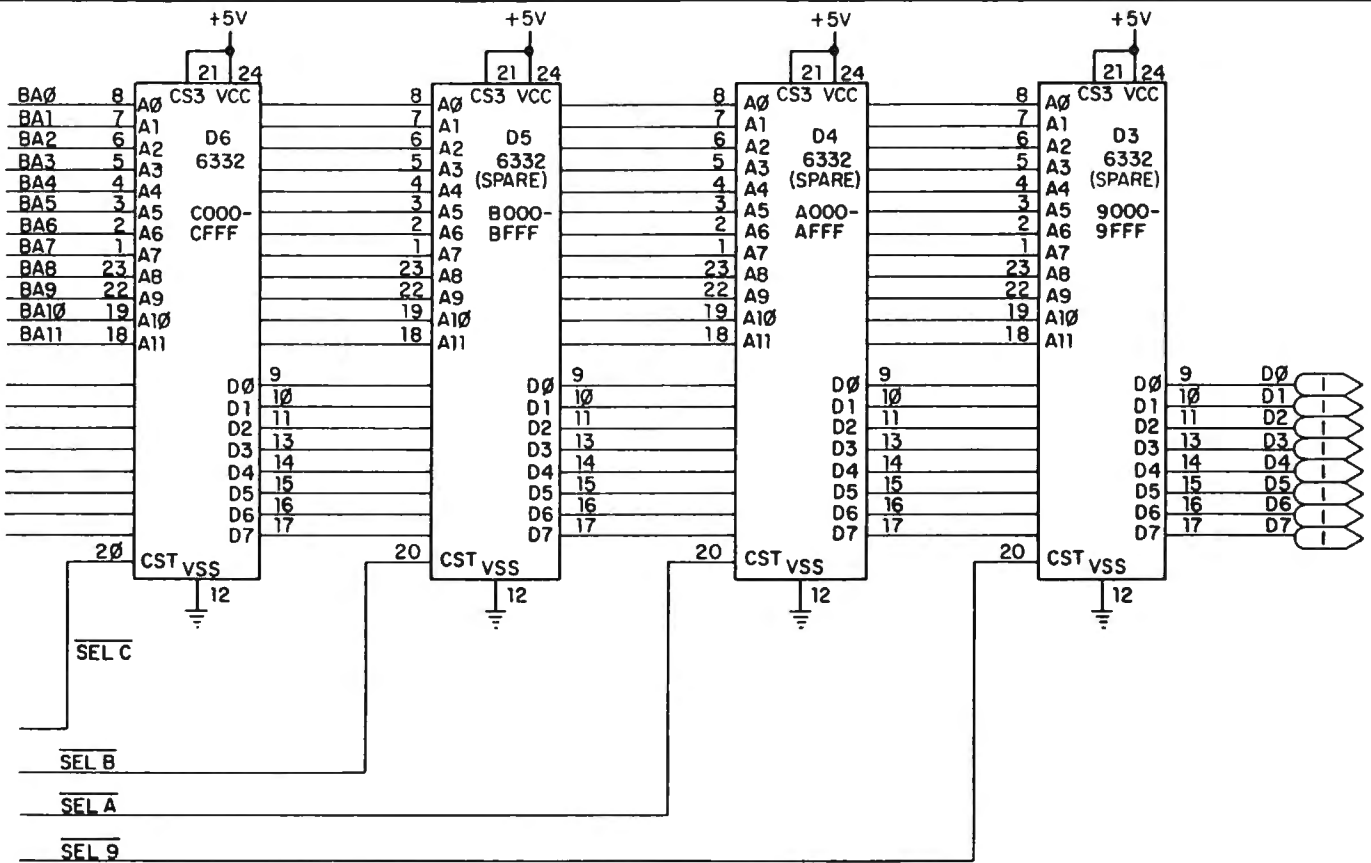 +5V +5V +5V +5V
21 24 21 24 21 24 21 24
CS3 VCC CS3 VCC CS3 VCC CS3 VCC
BAØ 8 AØ 8 AØ 8 AØ 8 AØ
BA1 7 A1 7 A1 7 A1 7 A1
D6 D5 D4 D3
BA2 6 A2 6 A2 6 A2 6 A2
6332 6332 6332 6332
BA3 5 A3 5 A3 5 A3 5 A3
(SPARE) (SPARE) (SPARE)
BA4 4 A4 4 A4 4 A4 4 A4
BA5 3 A5 3 A5 3 A5 3 A5
C000- B000- A000- 9000-
BA6 2 A6 2 A6 2 A6 2 A6
CFFF BFFF AFFF 9FFF
BA7 1 A7 1 A7 1 A7 1 A7
BA8 23 A8 23 A8 23 A8 23 A8
BA9 22 A9 22 A9 22 A9 22 A9
BA1Ø 19 A1Ø 19 A1Ø 19 A1Ø 19 A1Ø
BA11 18 A11 18 A11 18 A11 18 A11
DØ 9 DØ 9 DØ 9 DØ 9 DØ 1
D1 1Ø D1 1Ø D1 1Ø D1 1Ø D1 1
D2 11 D2 11 D2 11 D2 11 D2 1
D3 13 D3 13 D3 13 D3 13 D3 1
D4 14 D4 14 D4 14 D4 14 D4 1
D5 15 D5 15 D5 15 D5 15 D5 1
D6 16 D6 16 D6 16 D6 16 D6 1
D7 17 D7 17 D7 17 D7 17 D7 1
2Ø CST 20 CST 20 CST 20 CST
VSS VSS VSS VSS
12 12 12 12
SEL C
SEL B
SEL A
SEL 9